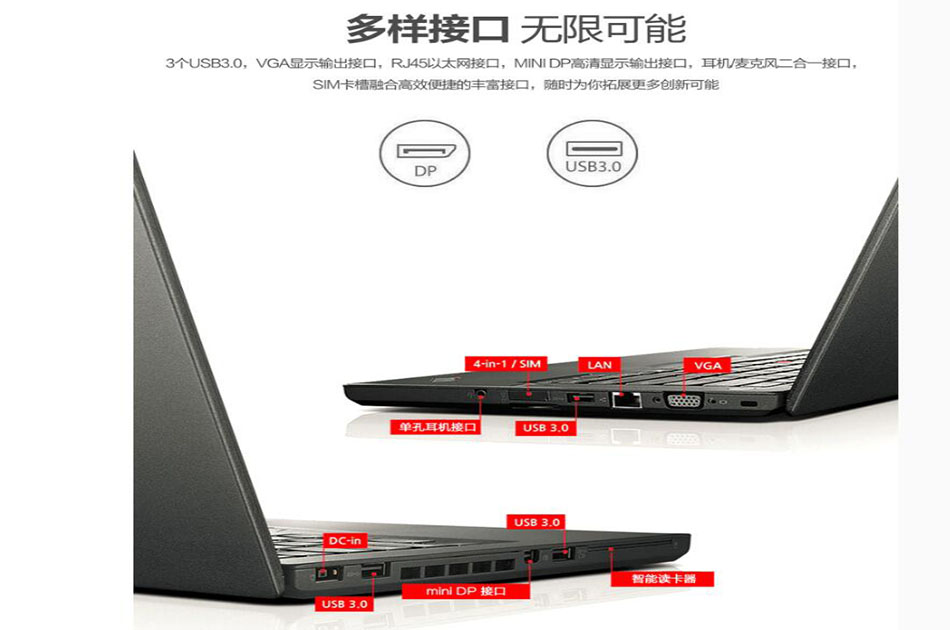 多样接口 无限可能
3个USB3.0，VGA显示输出接口，RJ45以太网接口，MINI DP高清显示输出接口，耳机/麦克风二合一接口，
SIM卡槽融合高效便捷的丰富接口，随时为你拓展更多创新可能
DP
USB3.0
4-in-1 / SIM
LAN
VGA
单孔耳机接口
USB 3.0
USB 3.0
DC-in
智能读卡器
mini DP 接口
USB 3.0